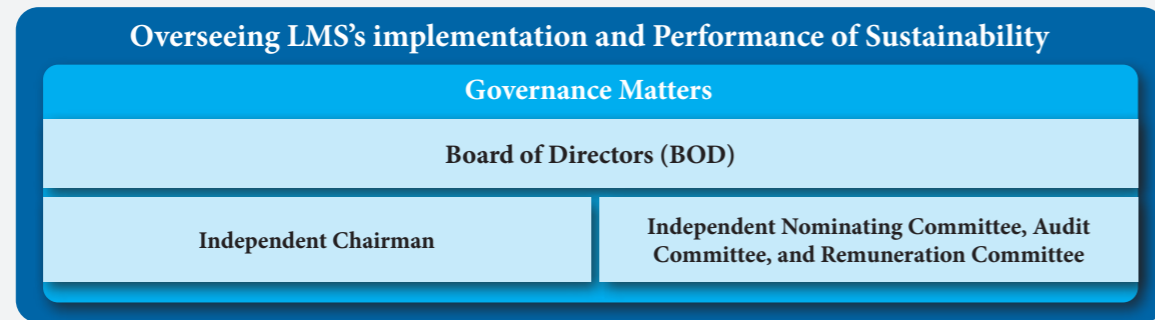 Overseeing LMS's implementation and Performance of Sustainability
Governance Matters
Board of Directors (BOD)
Independent Chairman
Independent Nominating Committee, Audit
Committee, and Remuneration Committee